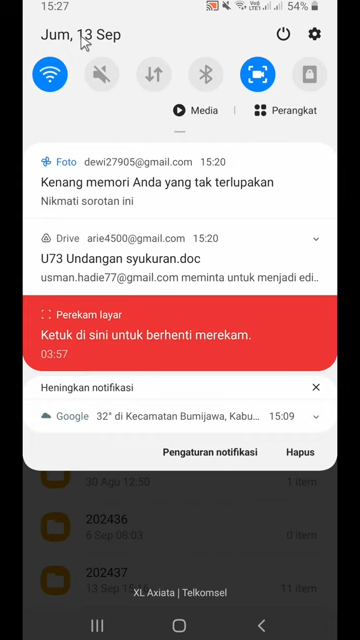 15:27
54%
Jum, 13 Sep
Media
Perangkat
Foto dewi27905@gmail.com 15:20
Kenang memori Anda yang tak terlupakan
Nikmati sorotan ini
Drive arie4500@gmail.com 15:20
U73 Undangan syukuran.doc
usman.hadie77@gmail.com meminta untuk menjadi edi..
Perekam layar
Ketuk di sini untuk berhenti merekam.
03:57
Heningkan notifikasi
Google 32° di Kecamatan Bumijawa, Kabu... 15:09
Pengaturan notifikasi
Hapus
30 Agu 12:50
1 item
202436
6 Sep 08:03
0 item
202437
13 Sep
11 item
XL Axiata | Telkomsel